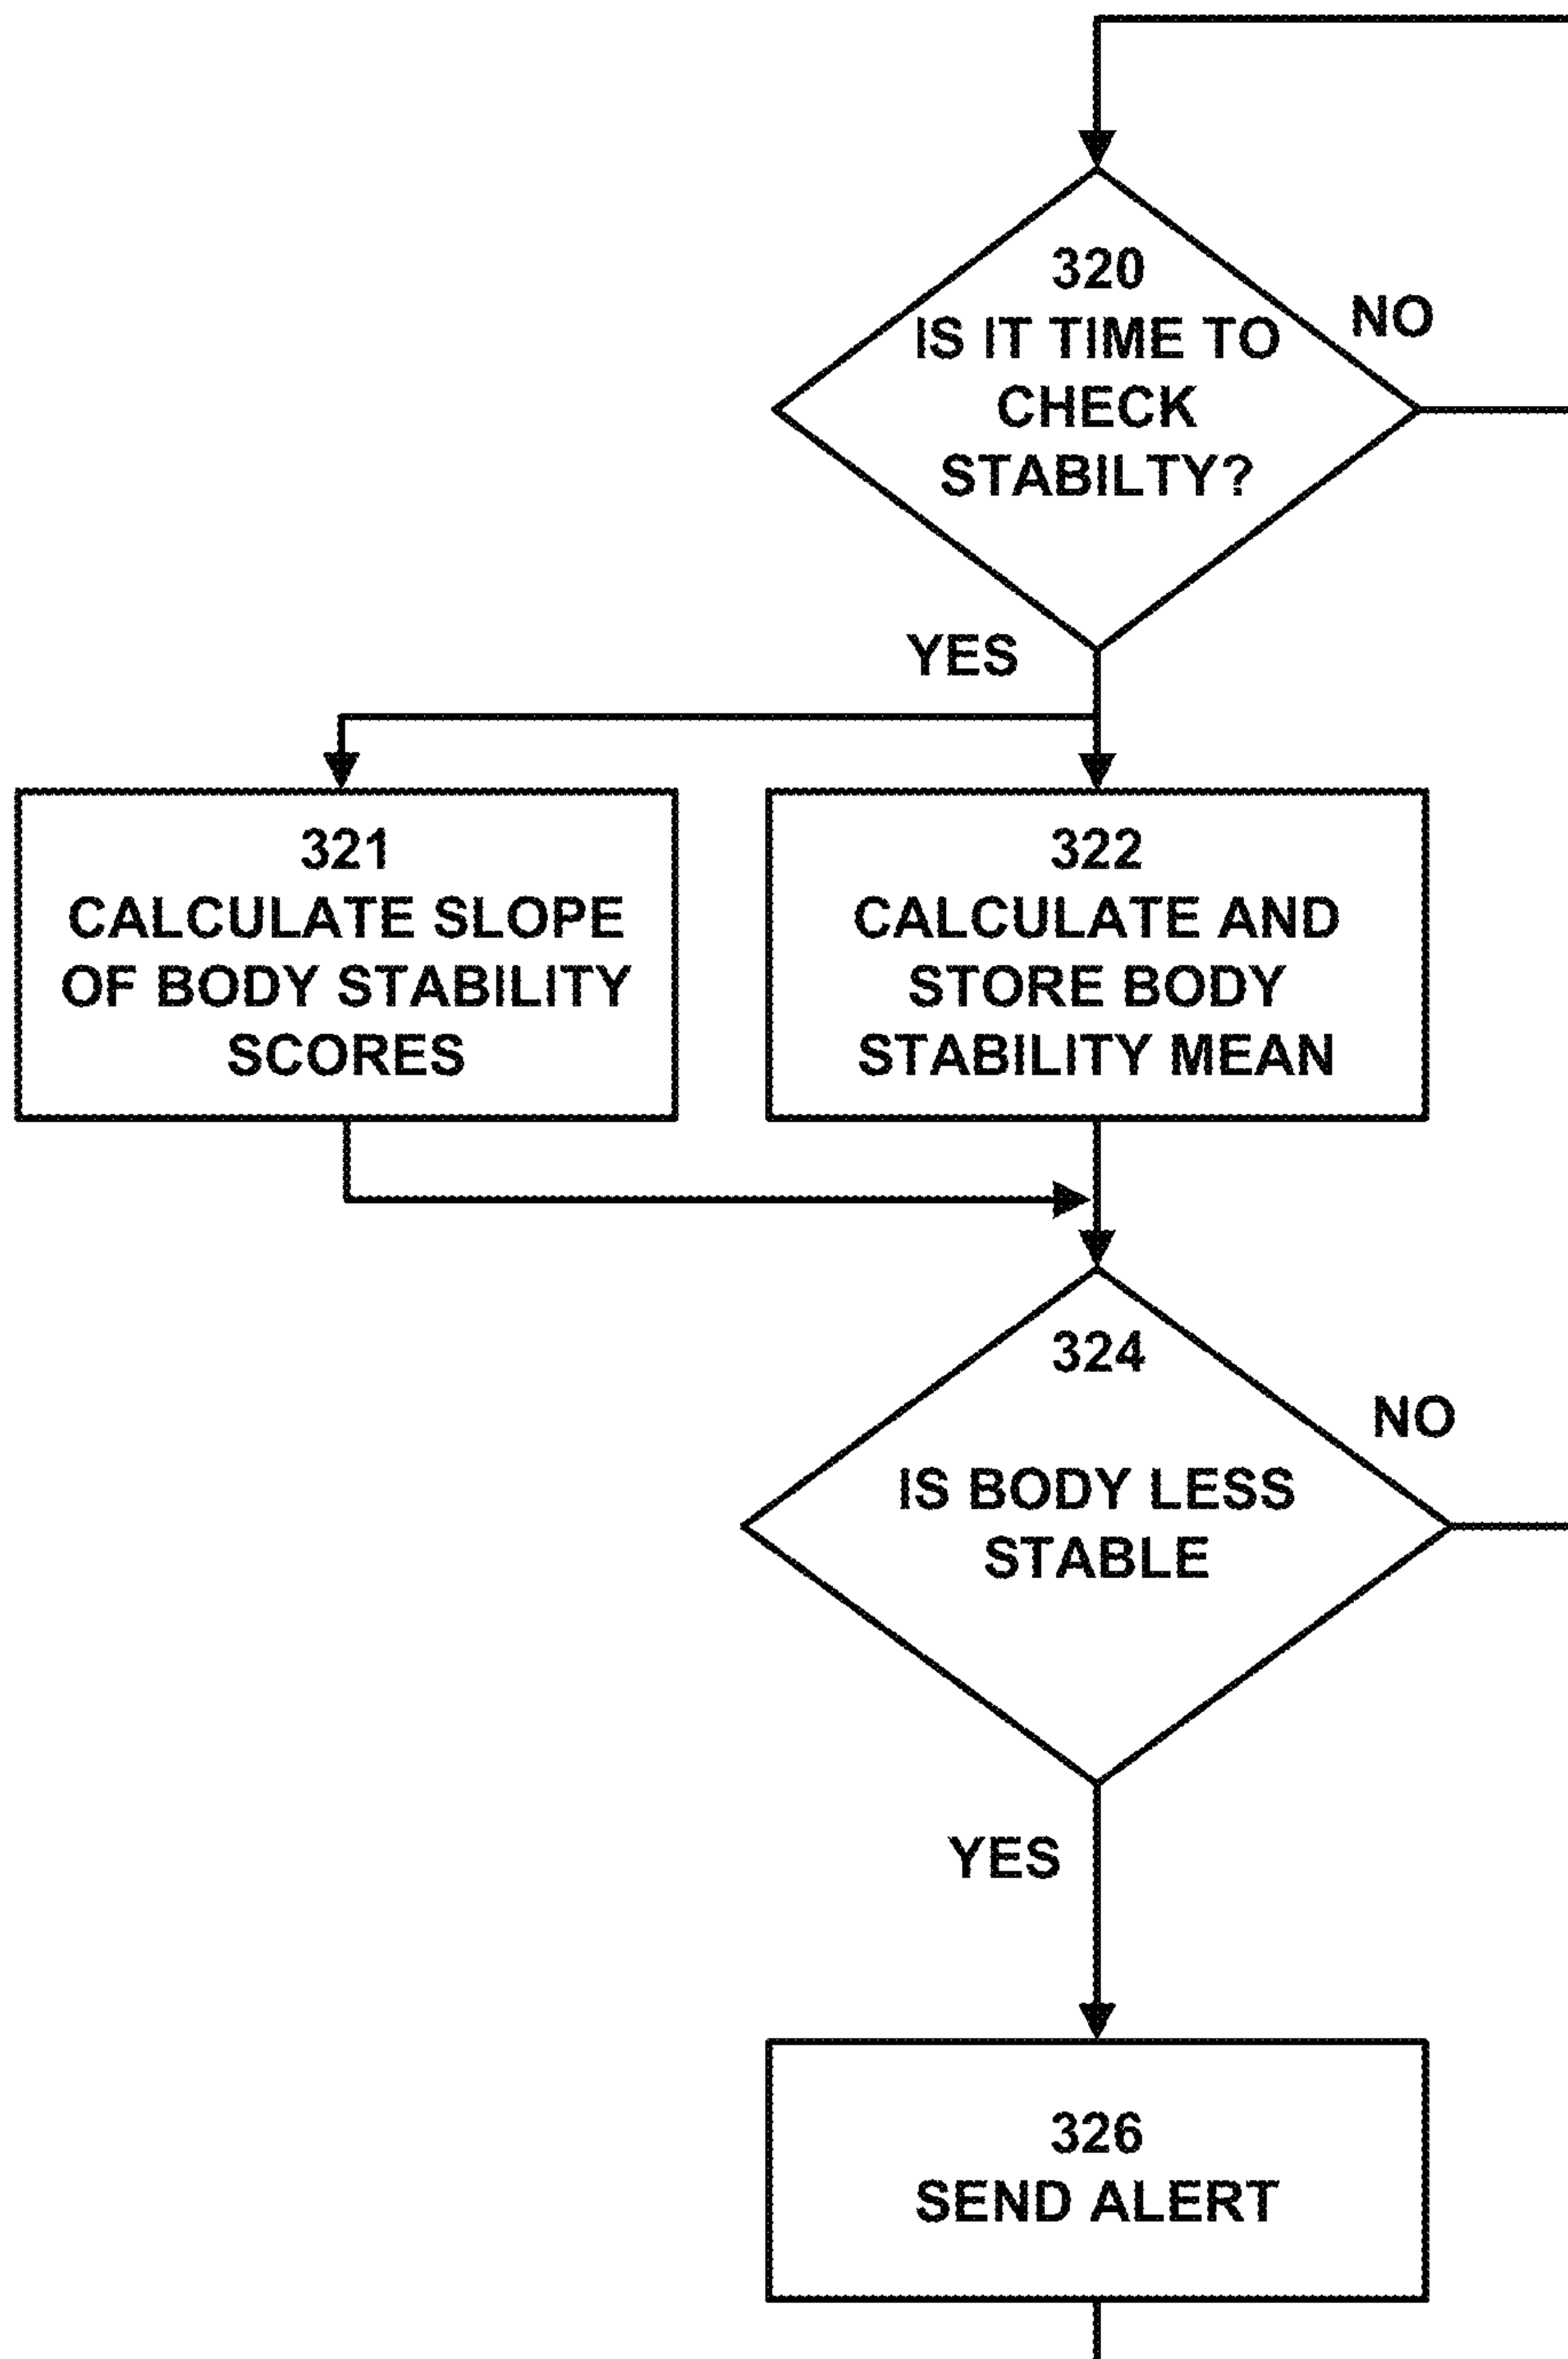 320
IS IT TIME TO
CHECK
STABILTY?
NO
YES
321
CALCULATE SLOPE
OF BODY STABILITY
SCORES
322
CALCULATE AND
STORE BODY
STABILITY MEAN
324
IS BODY LESS
STABLE
NO
YES
326
SEND ALERT